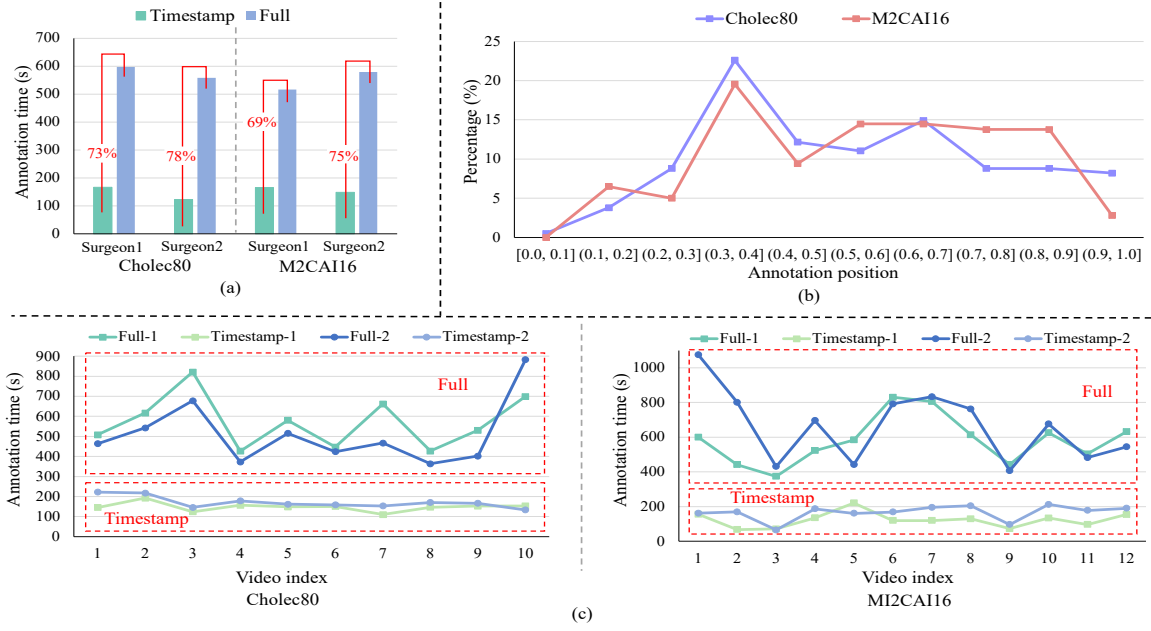 Timestamp Full
700
600
500
400
300
200
100
0
Annotation time (s)
73%
78%
69%
75%
Surgeon1 Surgeon2 Surgeon1 Surgeon2
Cholec80 M2CAI16
(a)
Cholec80 M2CAI16
25
20
15
10
5
0
Percentage (%)
[0.0, 0.1] (0.1, 0.2] (0.2, 0.3] (0.3, 0.4] (0.4, 0.5] (0.5, 0.6] (0.6, 0.7] (0.7, 0.8] (0.8, 0.9] (0.9, 1.0]
Annotation position
(b)
Full-1 Timestamp-1 Full-2 Timestamp-2
900
800
700
600
500
400
300
200
100
0
Annotation time (s)
Full
Timestamp
1 2 3 4 5 6 7 8 9 10
Video index
Cholec80
Full-1 Timestamp-1 Full-2 Timestamp-2
1000
800
600
400
200
0
Annotation time (s)
Full
Timestamp
1 2 3 4 5 6 7 8 9 10 11 12
Video index
MI2CAI16
(c)